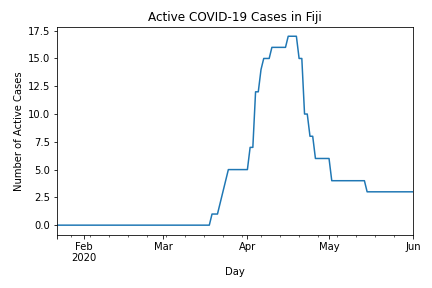 Active COVID-19 Cases in Fiji
Number of Active Cases
17.5
15.0
12.5
10.0
7.5
5.0
2.5
0.0
Feb Mar Apr May Jun
2020
Day